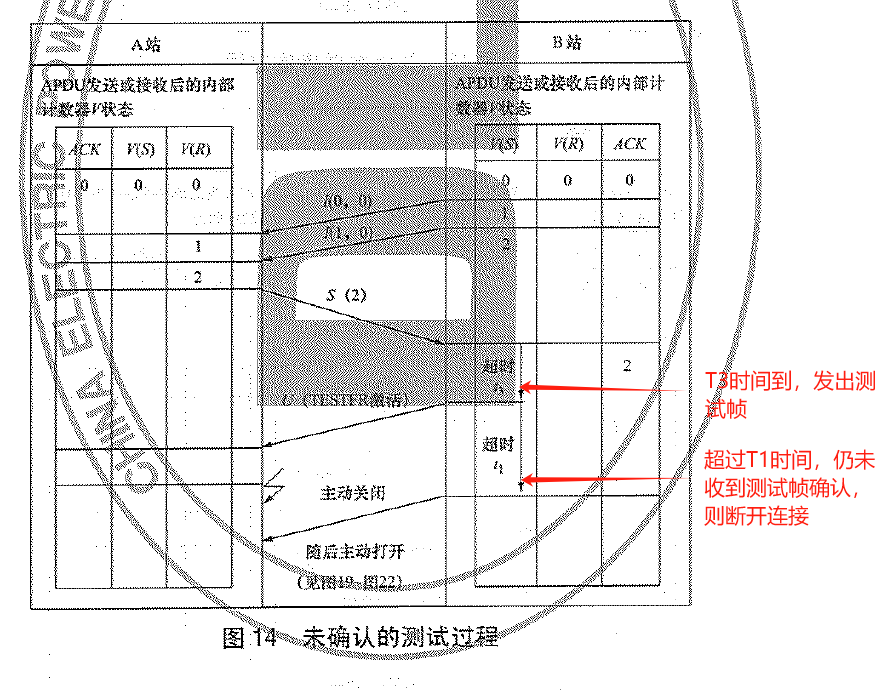 A站
B站
APDU发送或接收后的内部
计数器V状态
APDU发送或接收后的内部计
数器V状态
ACK V(S) V(R)
V(S) V(R) ACK
0 0 0
0 0 0
I(0，0)
I(1，0)
1
2
2
S（2）
超时
t3
2
U（TESTFR激活）
超时
t1
主动关闭
随后主动打开
（见图19~图22）
图 14 未确认的测试过程
T3时间到，发出测
试帧
超过T1时间，仍未
收到测试帧确认，
则断开连接
CHINA ELECTRIC POWE